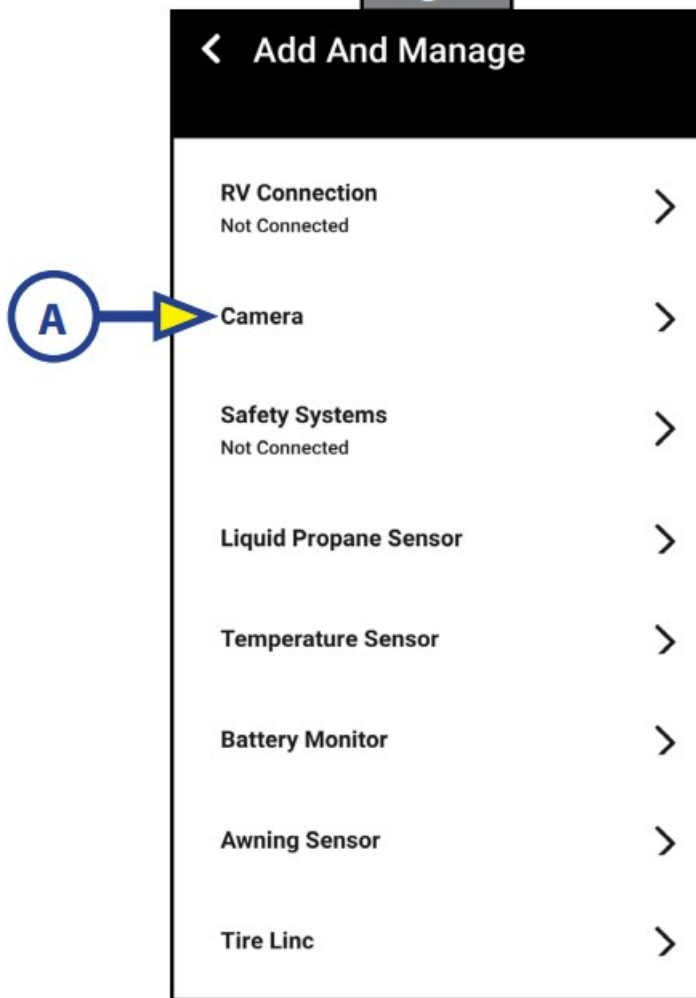 Add And Manage
RV Connection
Not Connected
A
Camera
Safety Systems
Not Connected
Liquid Propane Sensor
Temperature Sensor
Battery Monitor
Awning Sensor
Tire Linc